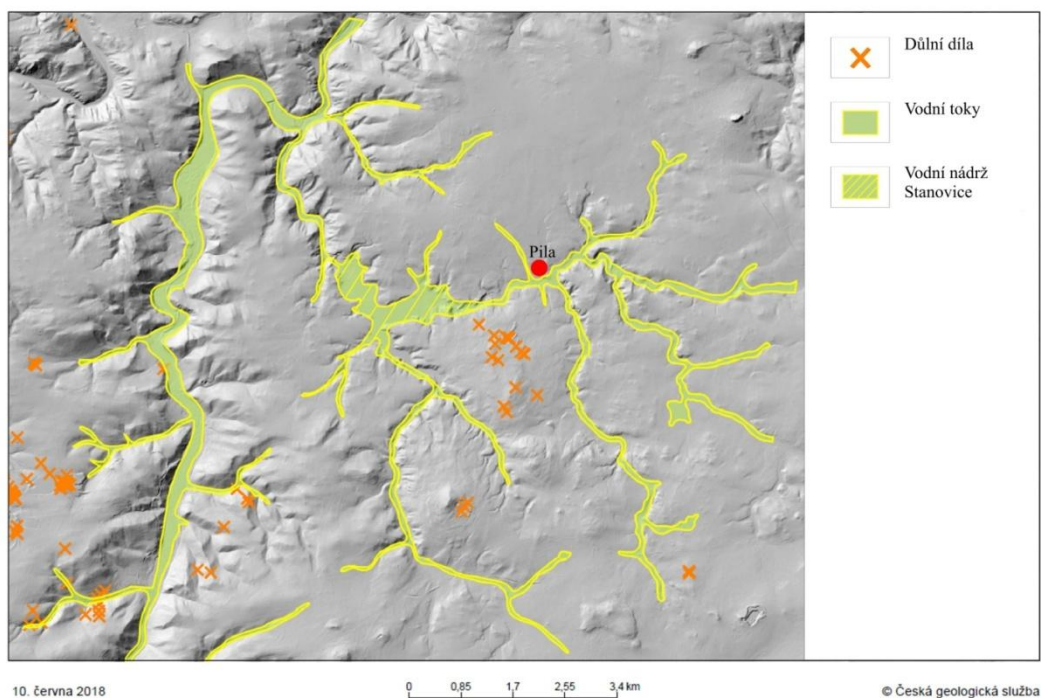 Důlní díla
Vodní toky
Vodní nádrž
Stanovice
Pila
10. června 2018
0 0,85 1,7 2,55 3,4 km
© Česká geologická služba